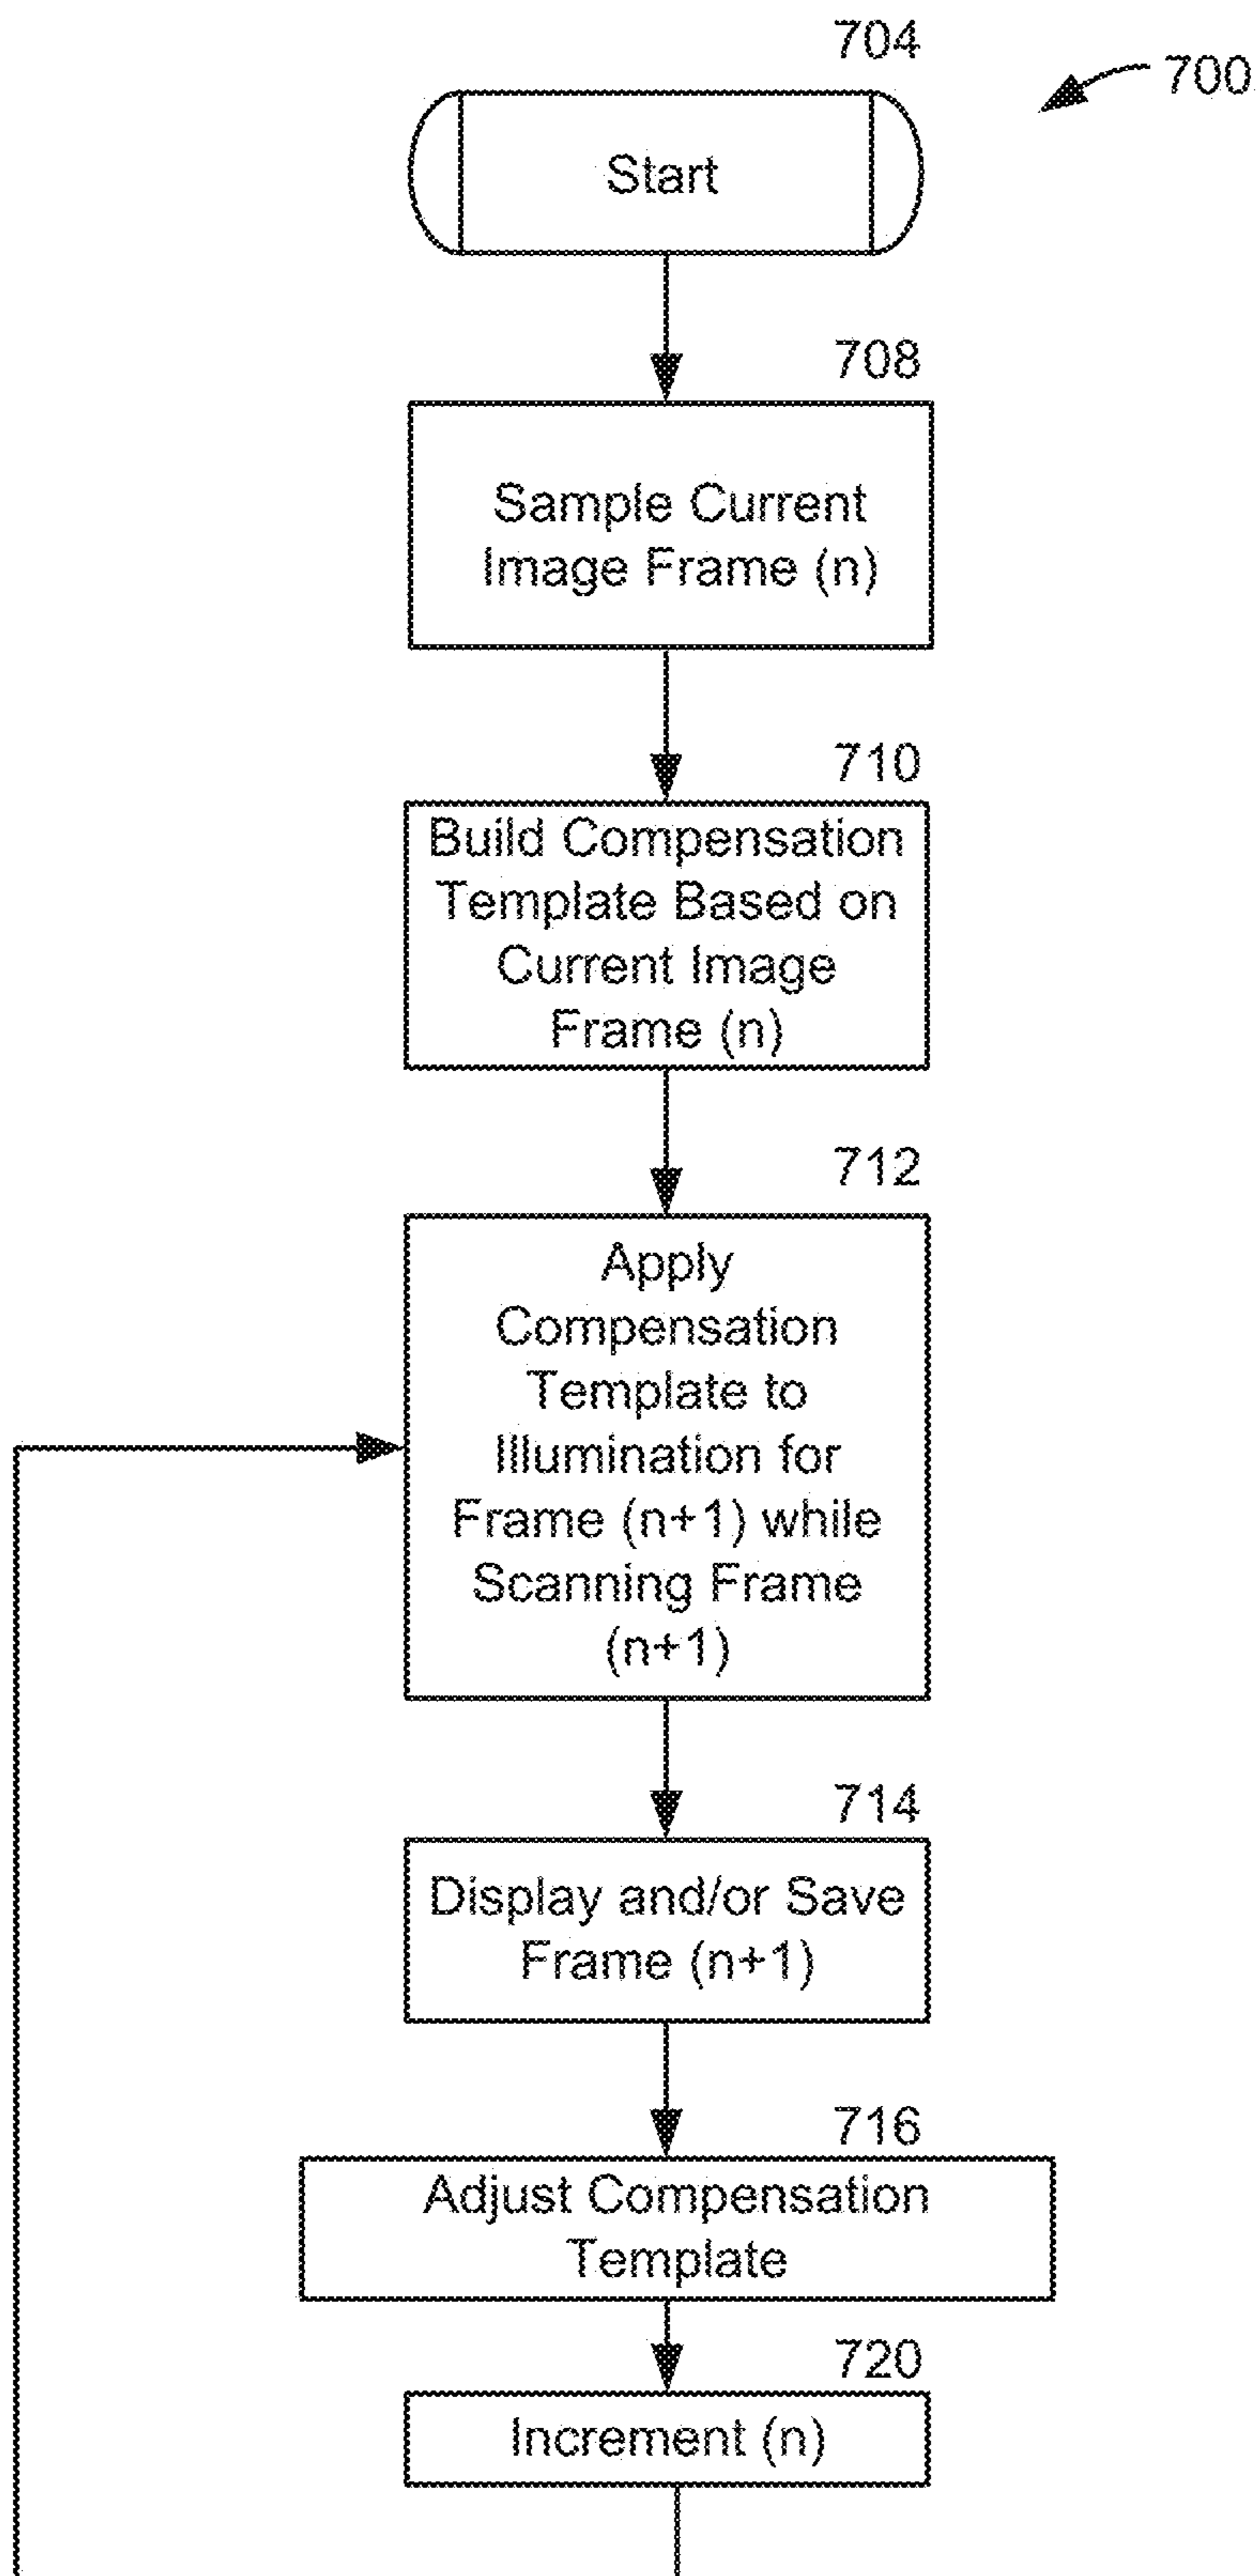 704
700
Start
708
Sample Current
Image Frame (n)
710
Build Compensation
Template Based on
Current Image
Frame (n)
712
Apply
Compensation
Template to
Illumination for
Frame (n+1) while
Scanning Frame
(n+1)
714
Display and/or Save
Frame (n+1)
716
Adjust Compensation
Template
720
Increment (n)